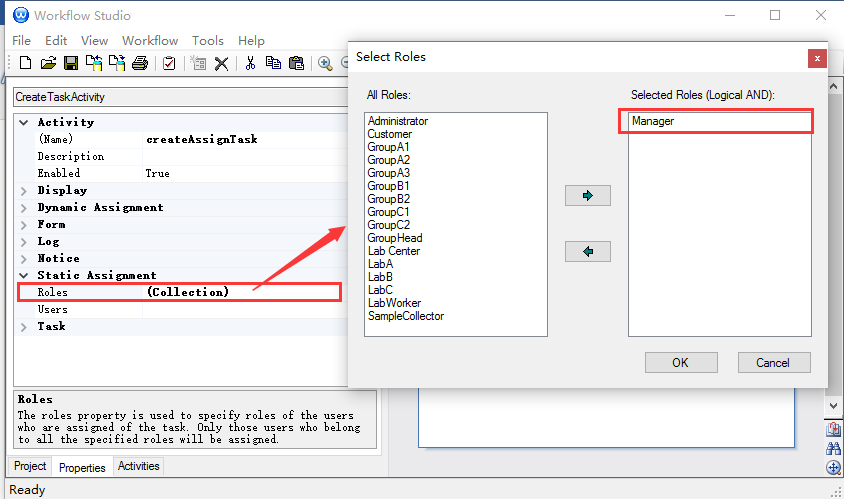 Workflow Studio
File Edit View Workflow Tools Help
CreateTaskActivity
Activity
(Name) createAssignTask
Description
Enabled True
Display
Dynamic Assignment
Form
Log
Notice
Static Assignment
Roles (Collection)
Users
Task
Roles
The roles property is used to specify roles of the users
who are assigned of the task. Only those users who belong
to all the specified roles will be assigned.
Project Properties Activities
Ready
Select Roles
x
All Roles:
Administrator
Customer
GroupA1
GroupA2
GroupA3
GroupB1
GroupB2
GroupC1
GroupC2
GroupHead
Lab Center
LabA
LabB
LabC
LabWorker
SampleCollector
Selected Roles (Logical AND):
Manager
OK Cancel